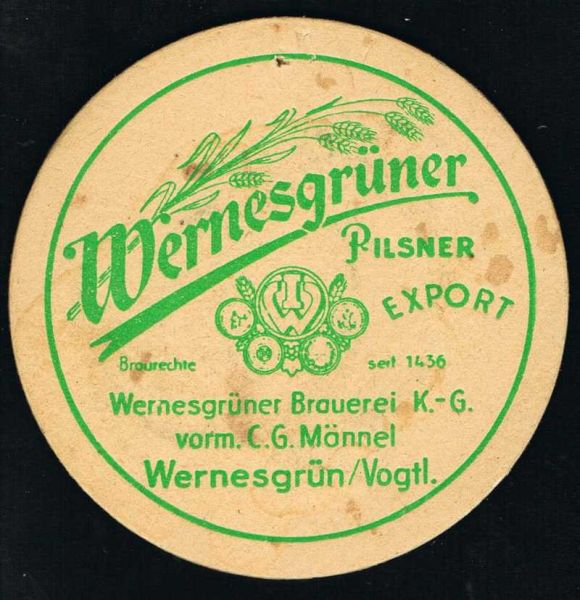 Wernesgrüner
PILSNER
EXPORT
Braurechte seit 1436
Wernesgrüner Brauerei K.-G.
vorm. C.G. Männel
Wernesgrün/Vogtl.